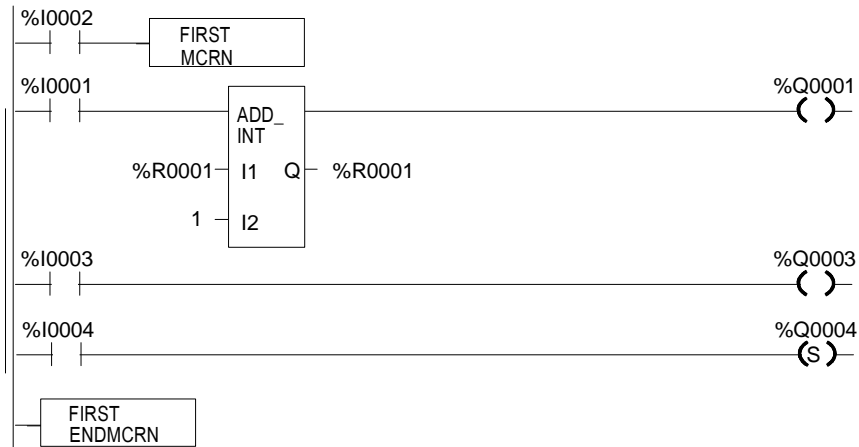 %I0002
FIRST
MCRN
%I0001
%Q0001
ADD_
INT
%R0001 I1 Q %R0001
1 I2
%I0003
%Q0003
%I0004
%Q0004
S
FIRST
ENDMCRN